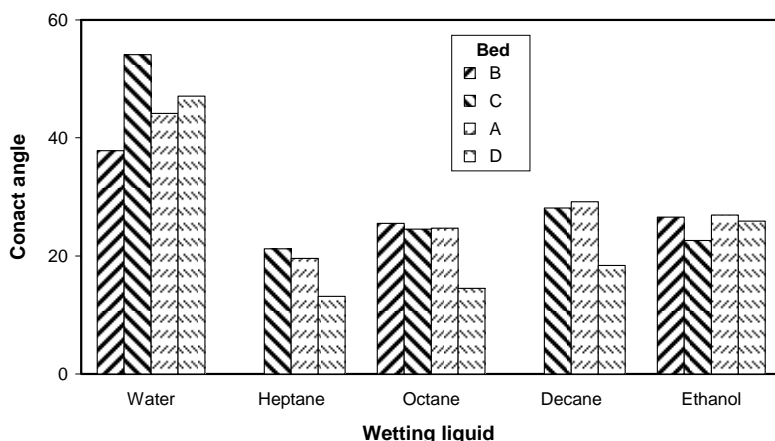 60
40
20
0
Conact angle
Bed
B
C
A
D
Water Heptane Octane Decane Ethanol
Wetting liquid